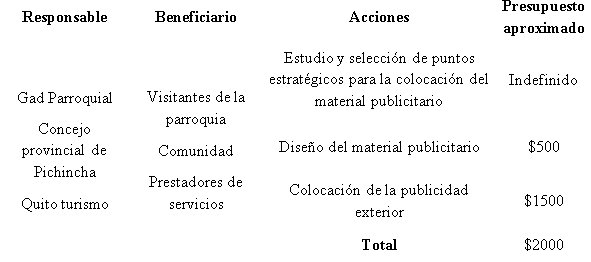 Responsable Beneficiario Acciones Presupuesto
aproximado
Estudio y selección de puntos
estratégicos para la colocación del
material publicitario
Indefinido
Gad Parroquial
Concejo
provincial de
Pichincha
Quito turismo
Visitantes de la
parroquia
Comunidad
Prestadores de
servicios
Diseño del material publicitario $500
Colocación de la publicidad
exterior
$1500
Total $2000